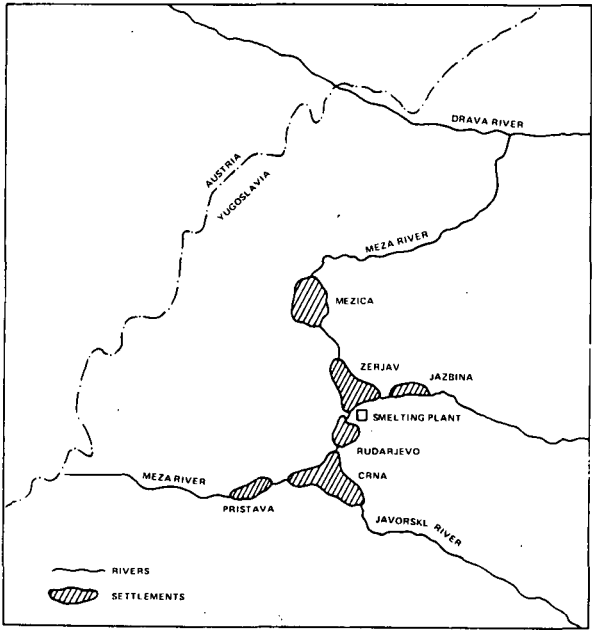 DRAVA RIVER
AUSTRIA
YUGOSLAVIA
MEZA RIVER
MEZICA
ZERJAV
JAZBINA
SMELTING PLANT
RUDARJEVO
CRNA
MEZA RIVER
PRISTAVA
JAVORSKL RIVER
RIVERS
SETTLEMENTS